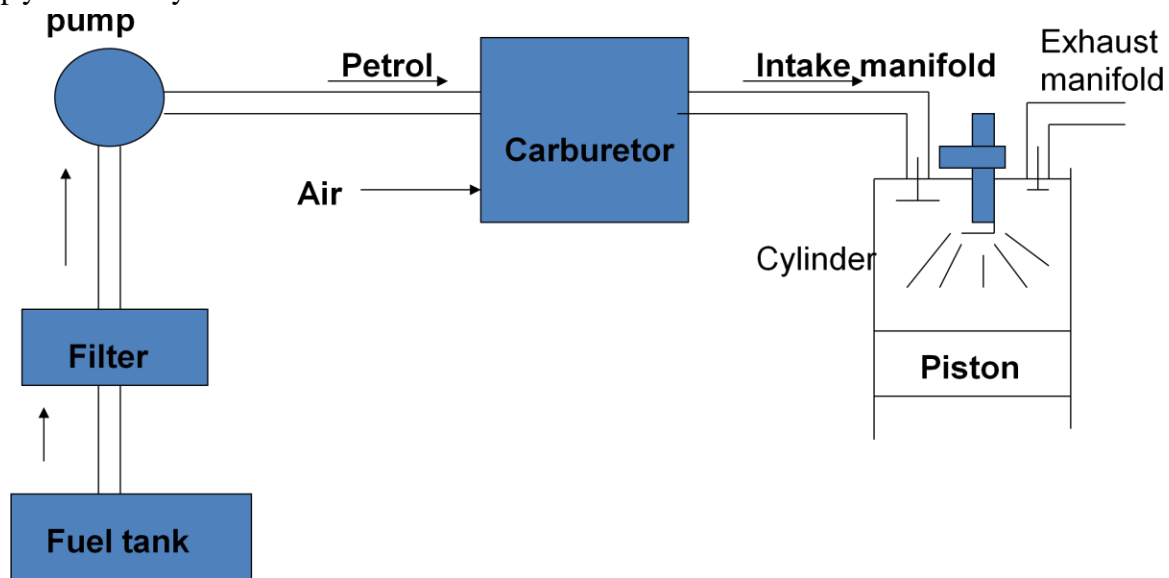 pump
Petrol
Intake manifold
Exhaust
manifold
Carburetor
Air
Cylinder
Filter
Piston
Fuel tank